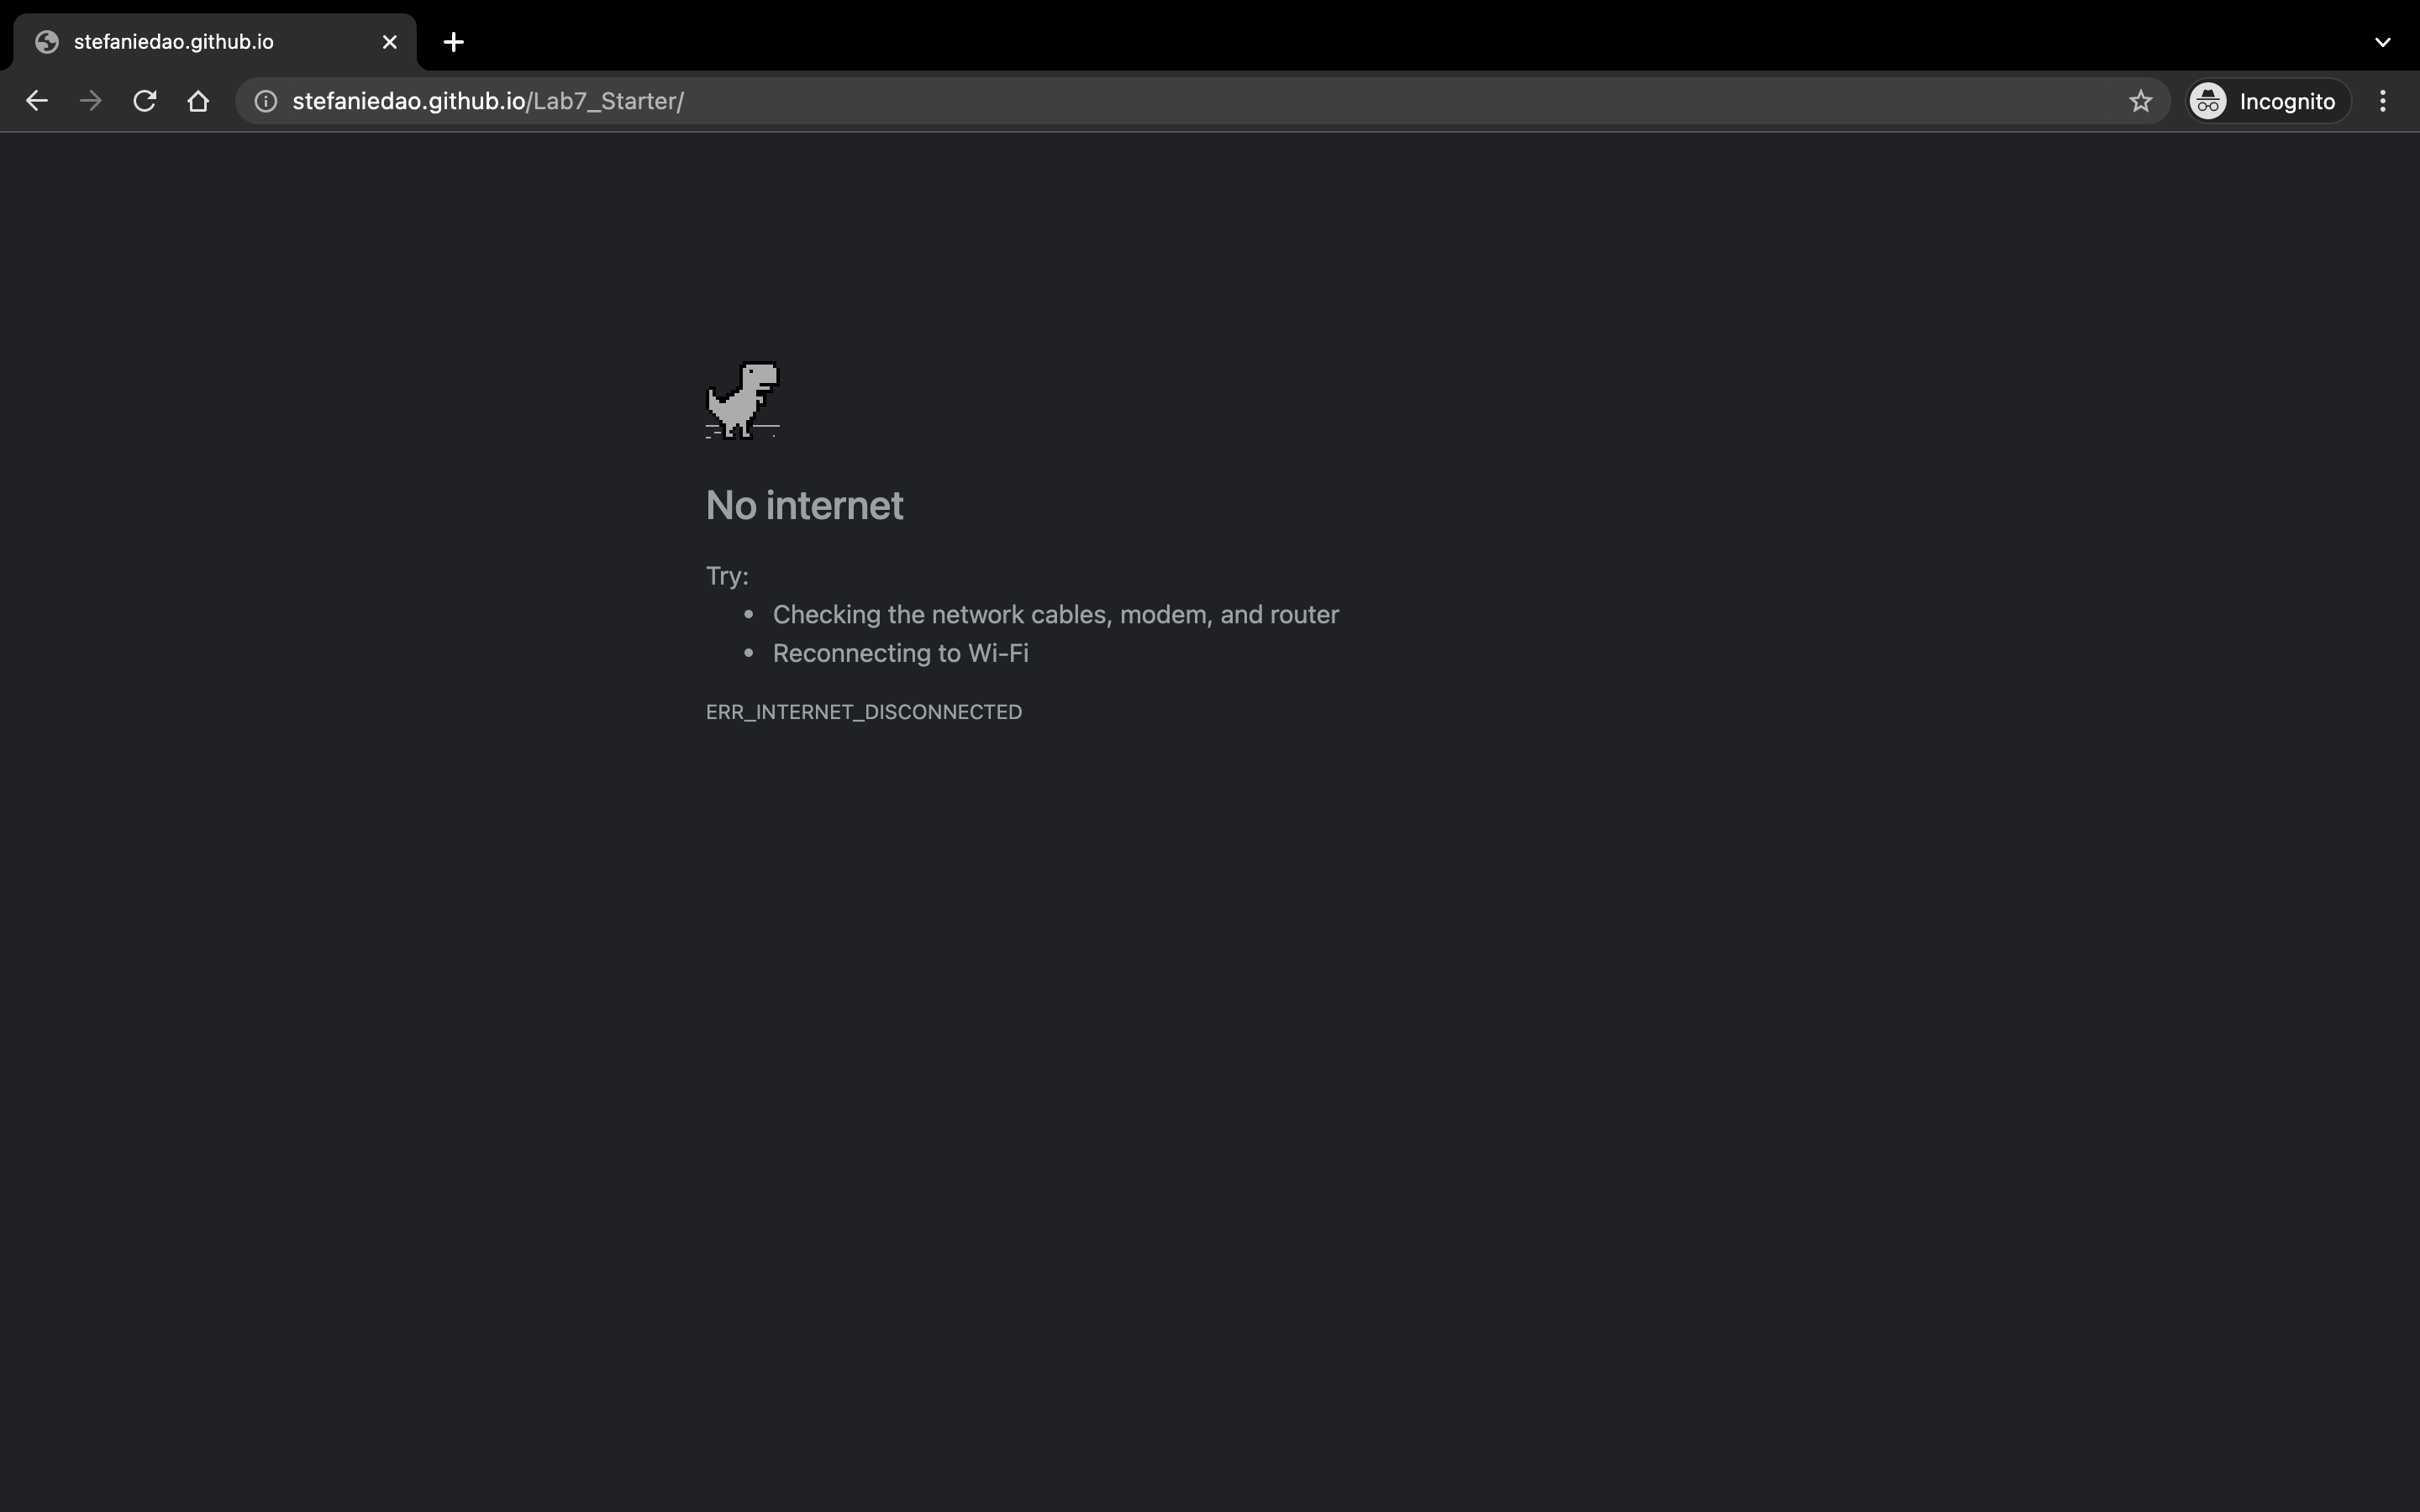 stefaniedao.github.io
stefaniedao.github.io/Lab7_Starter/
Incognito
No internet
Try:
• Checking the network cables, modem, and router
• Reconnecting to Wi-Fi
ERR_INTERNET_DISCONNECTED